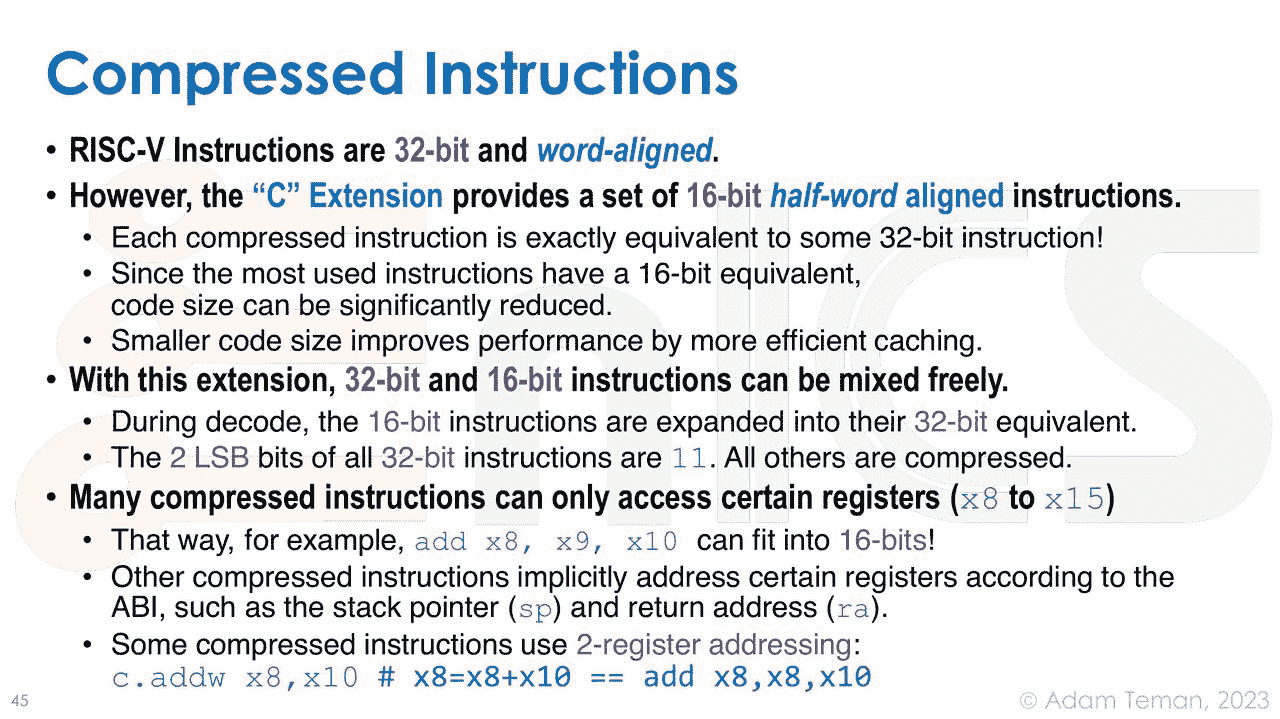 Compressed Instructions
• RISC-V Instructions are 32-bit and word-aligned.
• However, the “C” Extension provides a set of 16-bit half-word aligned instructions.
• Each compressed instruction is exactly equivalent to some 32-bit instruction!
• Since the most used instructions have a 16-bit equivalent,
code size can be significantly reduced.
• Smaller code size improves performance by more efficient caching.
• With this extension, 32-bit and 16-bit instructions can be mixed freely.
• During decode, the 16-bit instructions are expanded into their 32-bit equivalent.
• The 2 LSB bits of all 32-bit instructions are 11. All others are compressed.
• Many compressed instructions can only access certain registers (x8 to x15)
• That way, for example, add x8, x9, x10 can fit into 16-bits!
• Other compressed instructions implicitly address certain registers according to the
ABI, such as the stack pointer (sp) and return address (ra).
• Some compressed instructions use 2-register addressing:
c.addw x8,x10 # x8=x8+x10 == add x8,x8,x10
45
© Adam Teman, 2023
EnICS